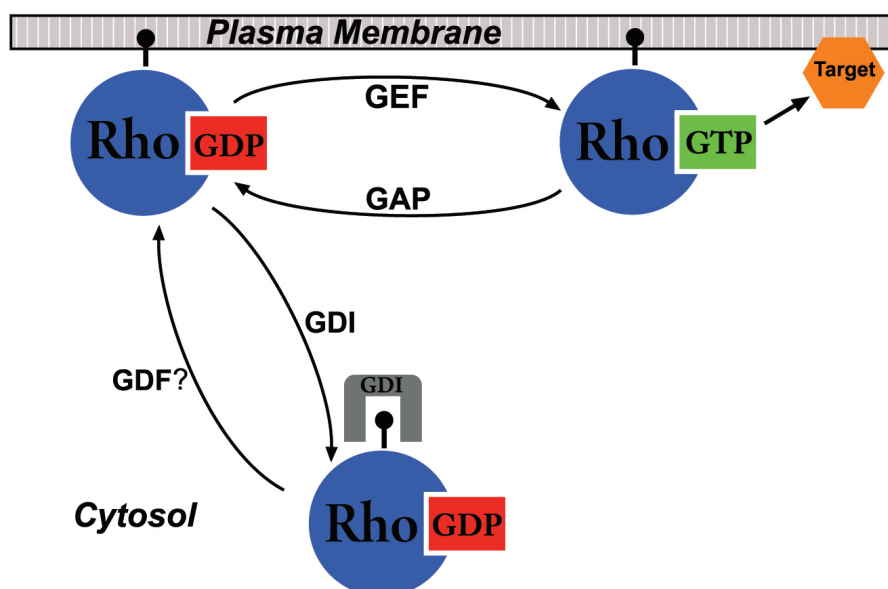 Plasma Membrane
Target
GEF
Rho GDP
Rho GTP
GAP
GDI
GDF?
GDI
Cytosol
Rho GDP